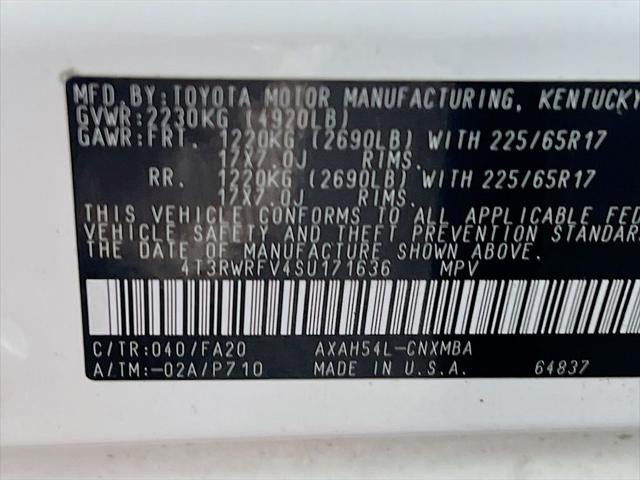 MFD.BY:TOYOTA MOTOR MANUFACTURING, KENTUCKY
GVWR:2230KG (4920LB)
GAWR:FRT. 1220KG (2690LB) WITH 225/65R17
17X7.0J RIMS.
RR. 1220KG (2690LB) WITH 225/65R17
17X7.0J RIMS.
THIS VEHICLE CONFORMS TO ALL APPLICABLE
VEHICLE SAFETY AND THEFT PREVENTION
THE DATE OF MANUFACTURE SHOWN ABOVE.
4T3RWRFV4SU171636 MPV
C/TR:040/FA20 AXAH54L-CNXMBA
A/TM:-02A/P710 MADE IN U.S.A. 64837